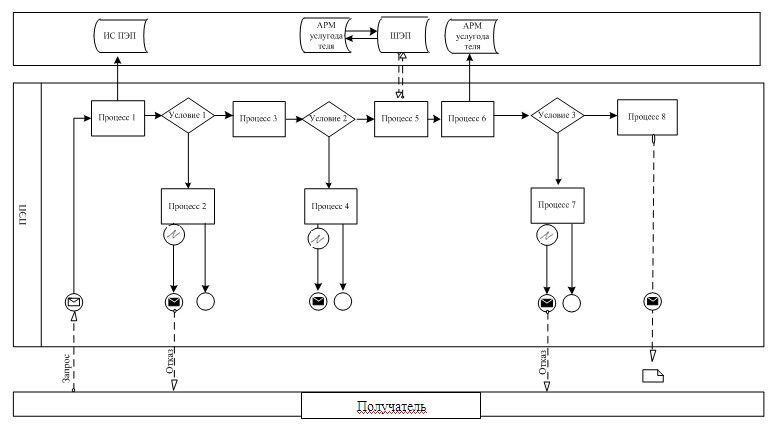 ИС ПЭП
АРМ
услугода
теля
ШЭП
АРМ
услугода
теля
ПЭП
Процесс 1
Условие 1
Процесс 3
Условие 2
Процесс 5
Процесс 6
Условие 3
Процесс 8
Процесс 2
Процесс 4
Процесс 7
Запрос
Отказ
Отказ
Получатель